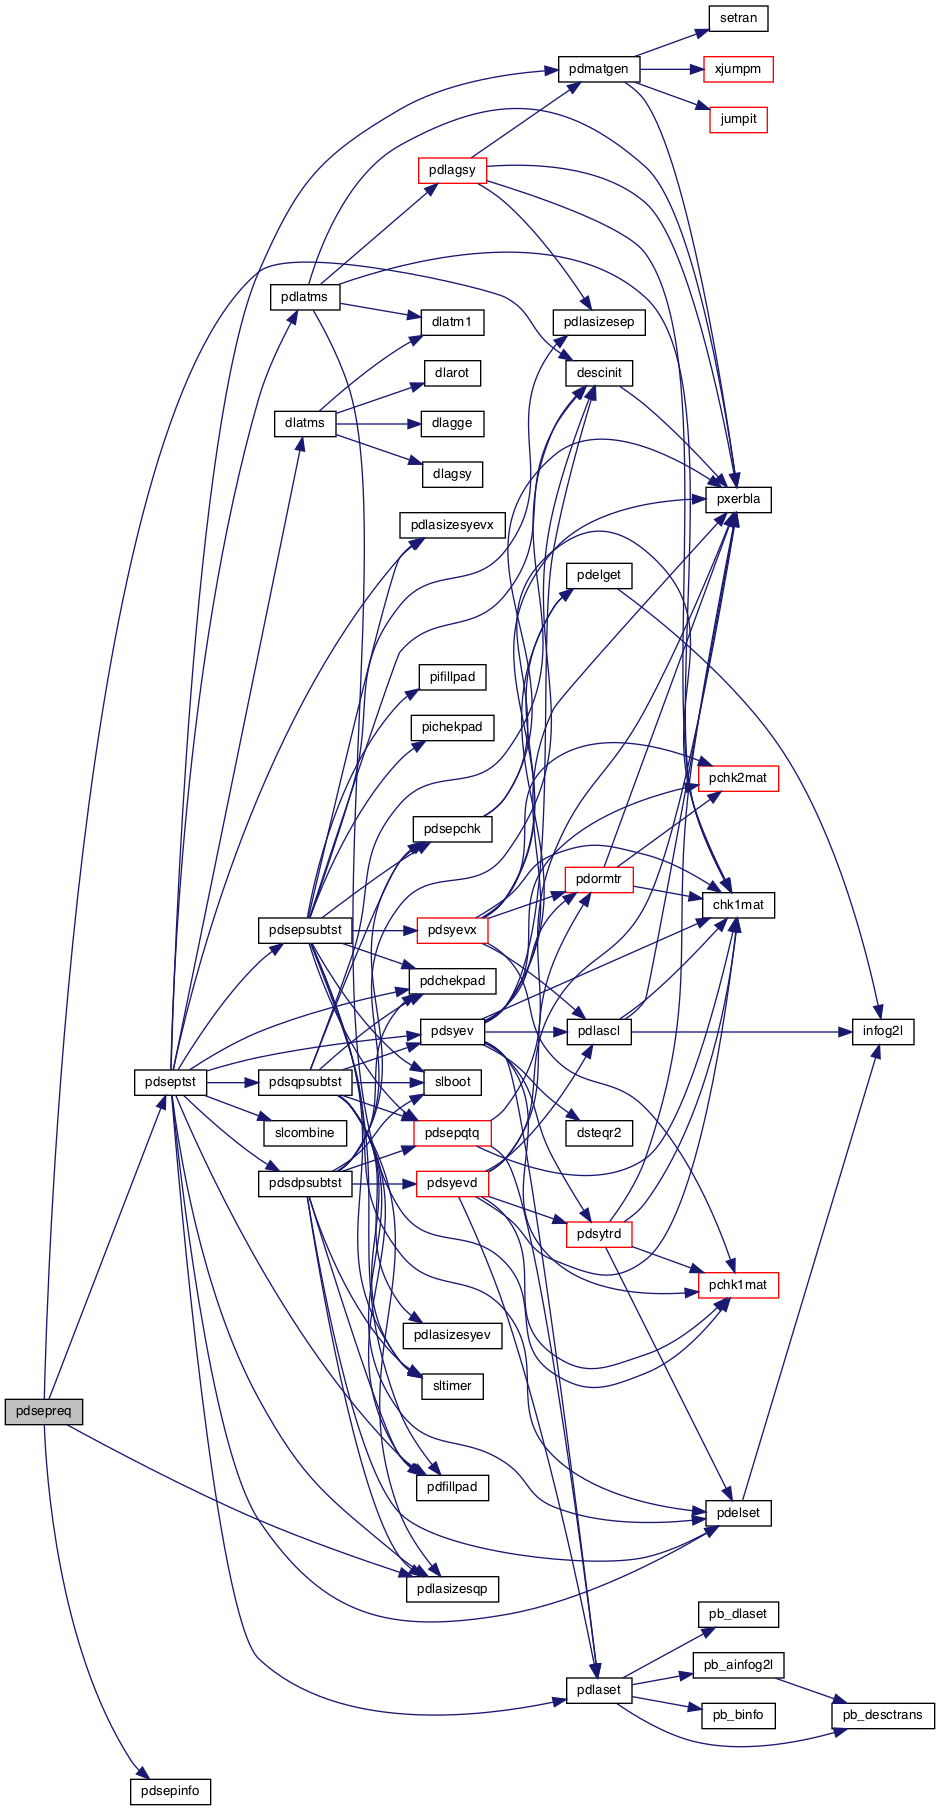 setran
pdmatgen
xjumpm
jumpit
pdlagsy
pdlatms
dlatm1
pdlasizesep
dlarot
descinit
dlatms
dlagge
dlagsy
pxerbla
pdlasizesyevx
pdelget
pifillpad
pichekpad
pchk2mat
pdsepchk
pdormtr
chk1mat
pdsepsubtst
pdsyevx
pdchekpad
pdsyev
pdlascl
infog2l
pdseptst
pdsqpsubtst
slboot
slcombine
pdsepqtq
dsteqr2
pdsdpsubtst
pdsyevd
pdsytrd
pchk1mat
pdlasizesyev
sltimer
pdsepreq
pdfillpad
pdelset
pdlasizesqp
pb_dlaset
pb_ainfog2l
pdlaset
pb_binfo
pb_desctrans
pdsepinfo